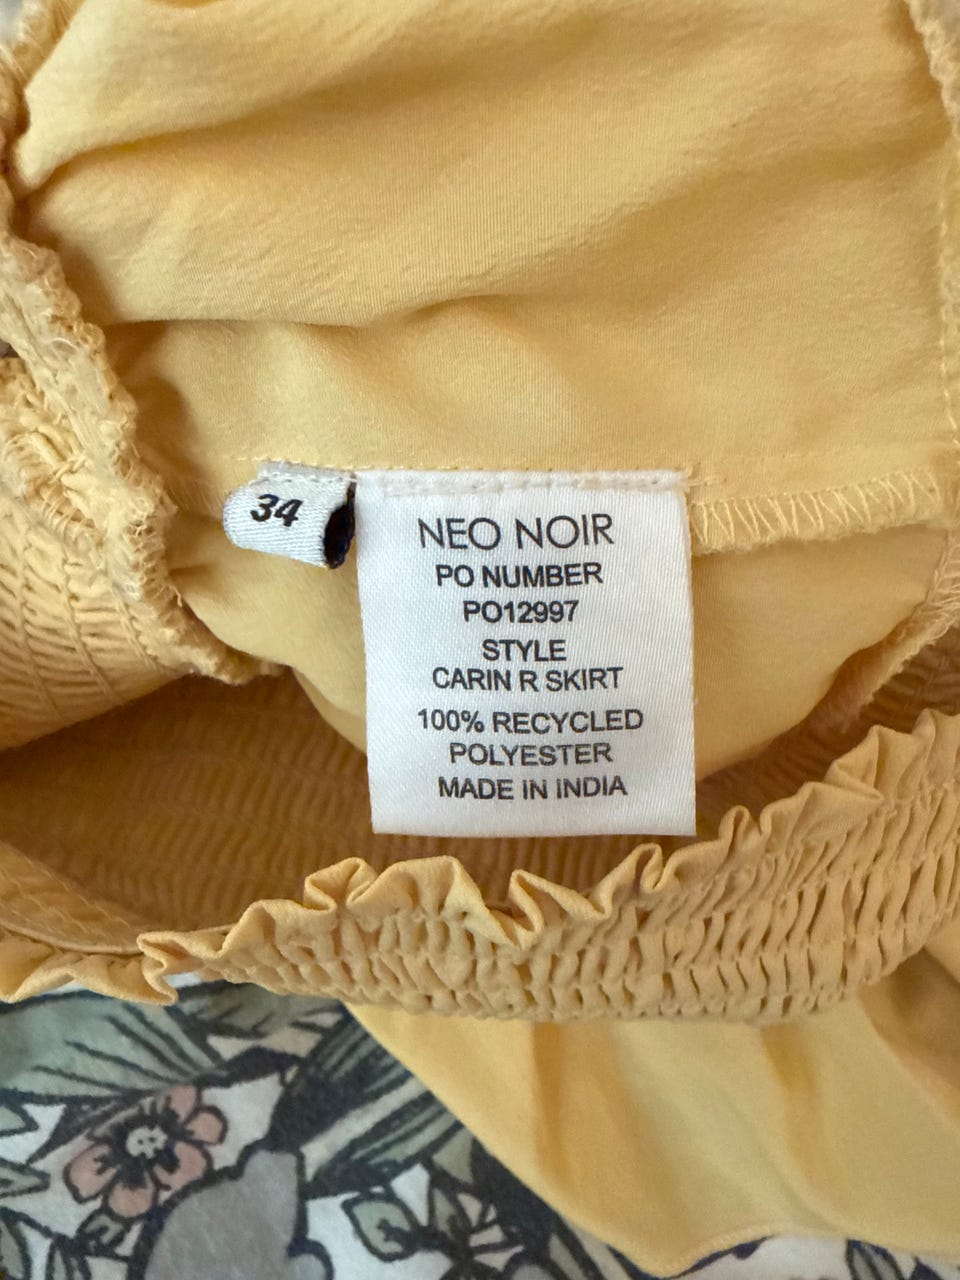 34
NEO NOIR
PO NUMBER
PO12997
STYLE
CARIN R SKIRT
100% RECYCLED
POLYESTER
MADE IN INDIA